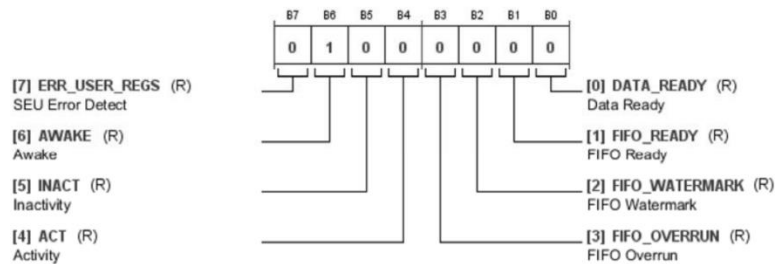 B7 B6 B5 B4 B3 B2 B1 B0
0 1 0 0 0 0 0 0
[7] ERR_USER_REGS (R)
SEU Error Detect
[6] AWAKE (R)
Awake
[5] INACT (R)
Inactivity
[4] ACT (R)
Activity
[0] DATA_READY (R)
Data Ready
[1] FIFO_READY (R)
FIFO Ready
[2] FIFO_WATERMARK (R)
FIFO Watermark
[3] FIFO_OVERRUN (R)
FIFO Overrun